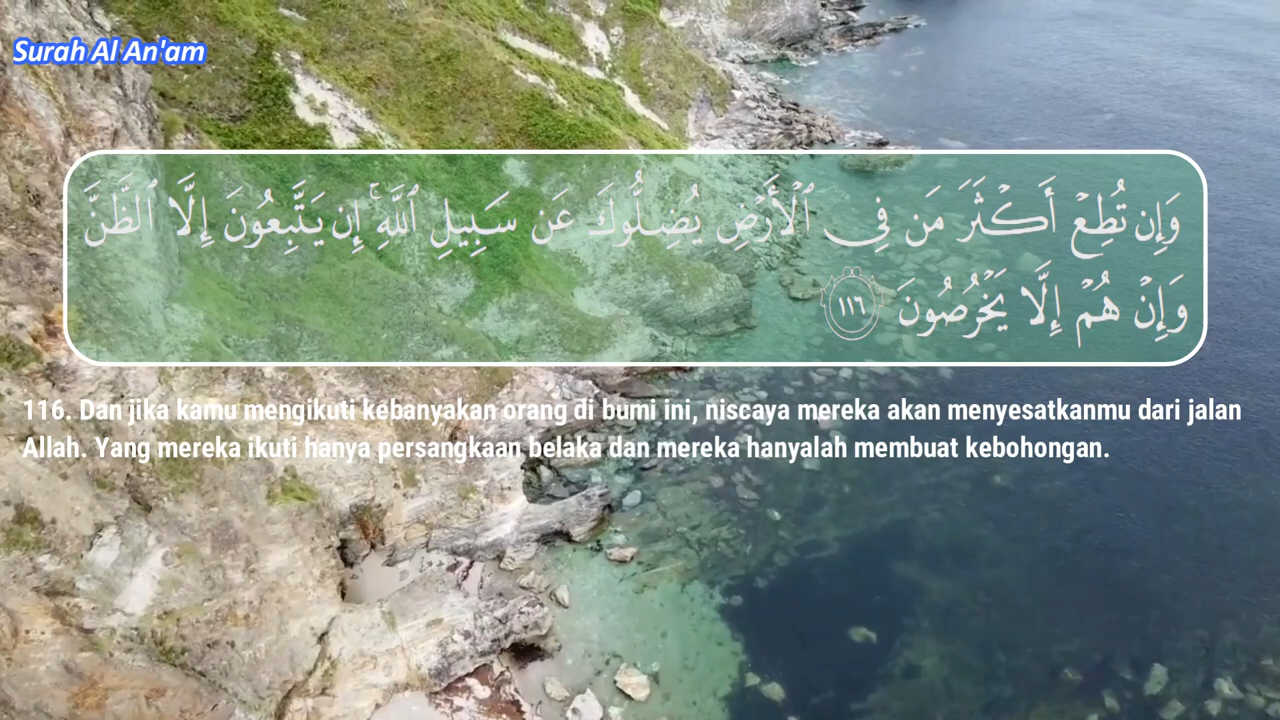 Surah Al An'am
وَإِن تُطِعْ أَكْثَرَ مَن فِى ٱلْأَرْضِ يُضِلُّوكَ عَن سَبِيلِ ٱللَّهِ ۚ إِن يَتَّبِعُونَ إِلَّا ٱلظَّنَّ
وَإِنْ هُمْ إِلَّا يَخْرُصُونَ ١١٦
116. Dan jika kamu mengikuti kebanyakan orang di bumi ini, niscaya mereka akan menyesatkanmu dari jalan
Allah. Yang mereka ikuti hanya persangkaan belaka dan mereka hanyalah membuat kebohongan.